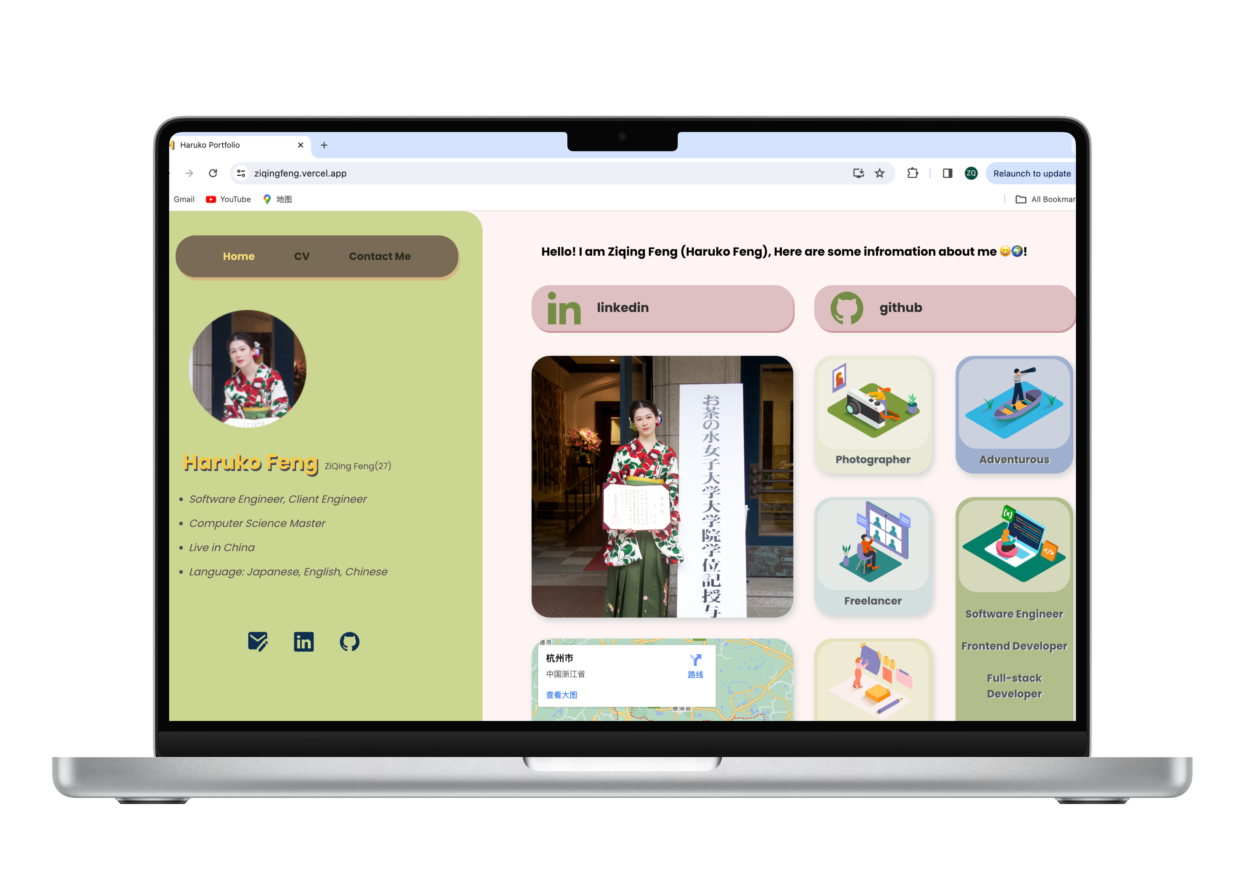 Haruko Portfolio
ziqingfeng.vercel.app
ZQ
Relaunch to update
Gmail
YouTube
地图
All Bookmar
Home
CV
Contact Me
Haruko Feng ZiQing Feng(27)
Software Engineer, Client Engineer
Computer Science Master
Live in China
Language: Japanese, English, Chinese
Hello! I am Ziqing Feng (Haruko Feng), Here are some infromation about me 😀🌍!
linkedin
github
お茶の水女子大学大学院学位記授与
Photographer
Adventurous
Freelancer
Software Engineer
Frontend Developer
Full-stack
Developer
杭州市
中国浙江省
查看大图
路线